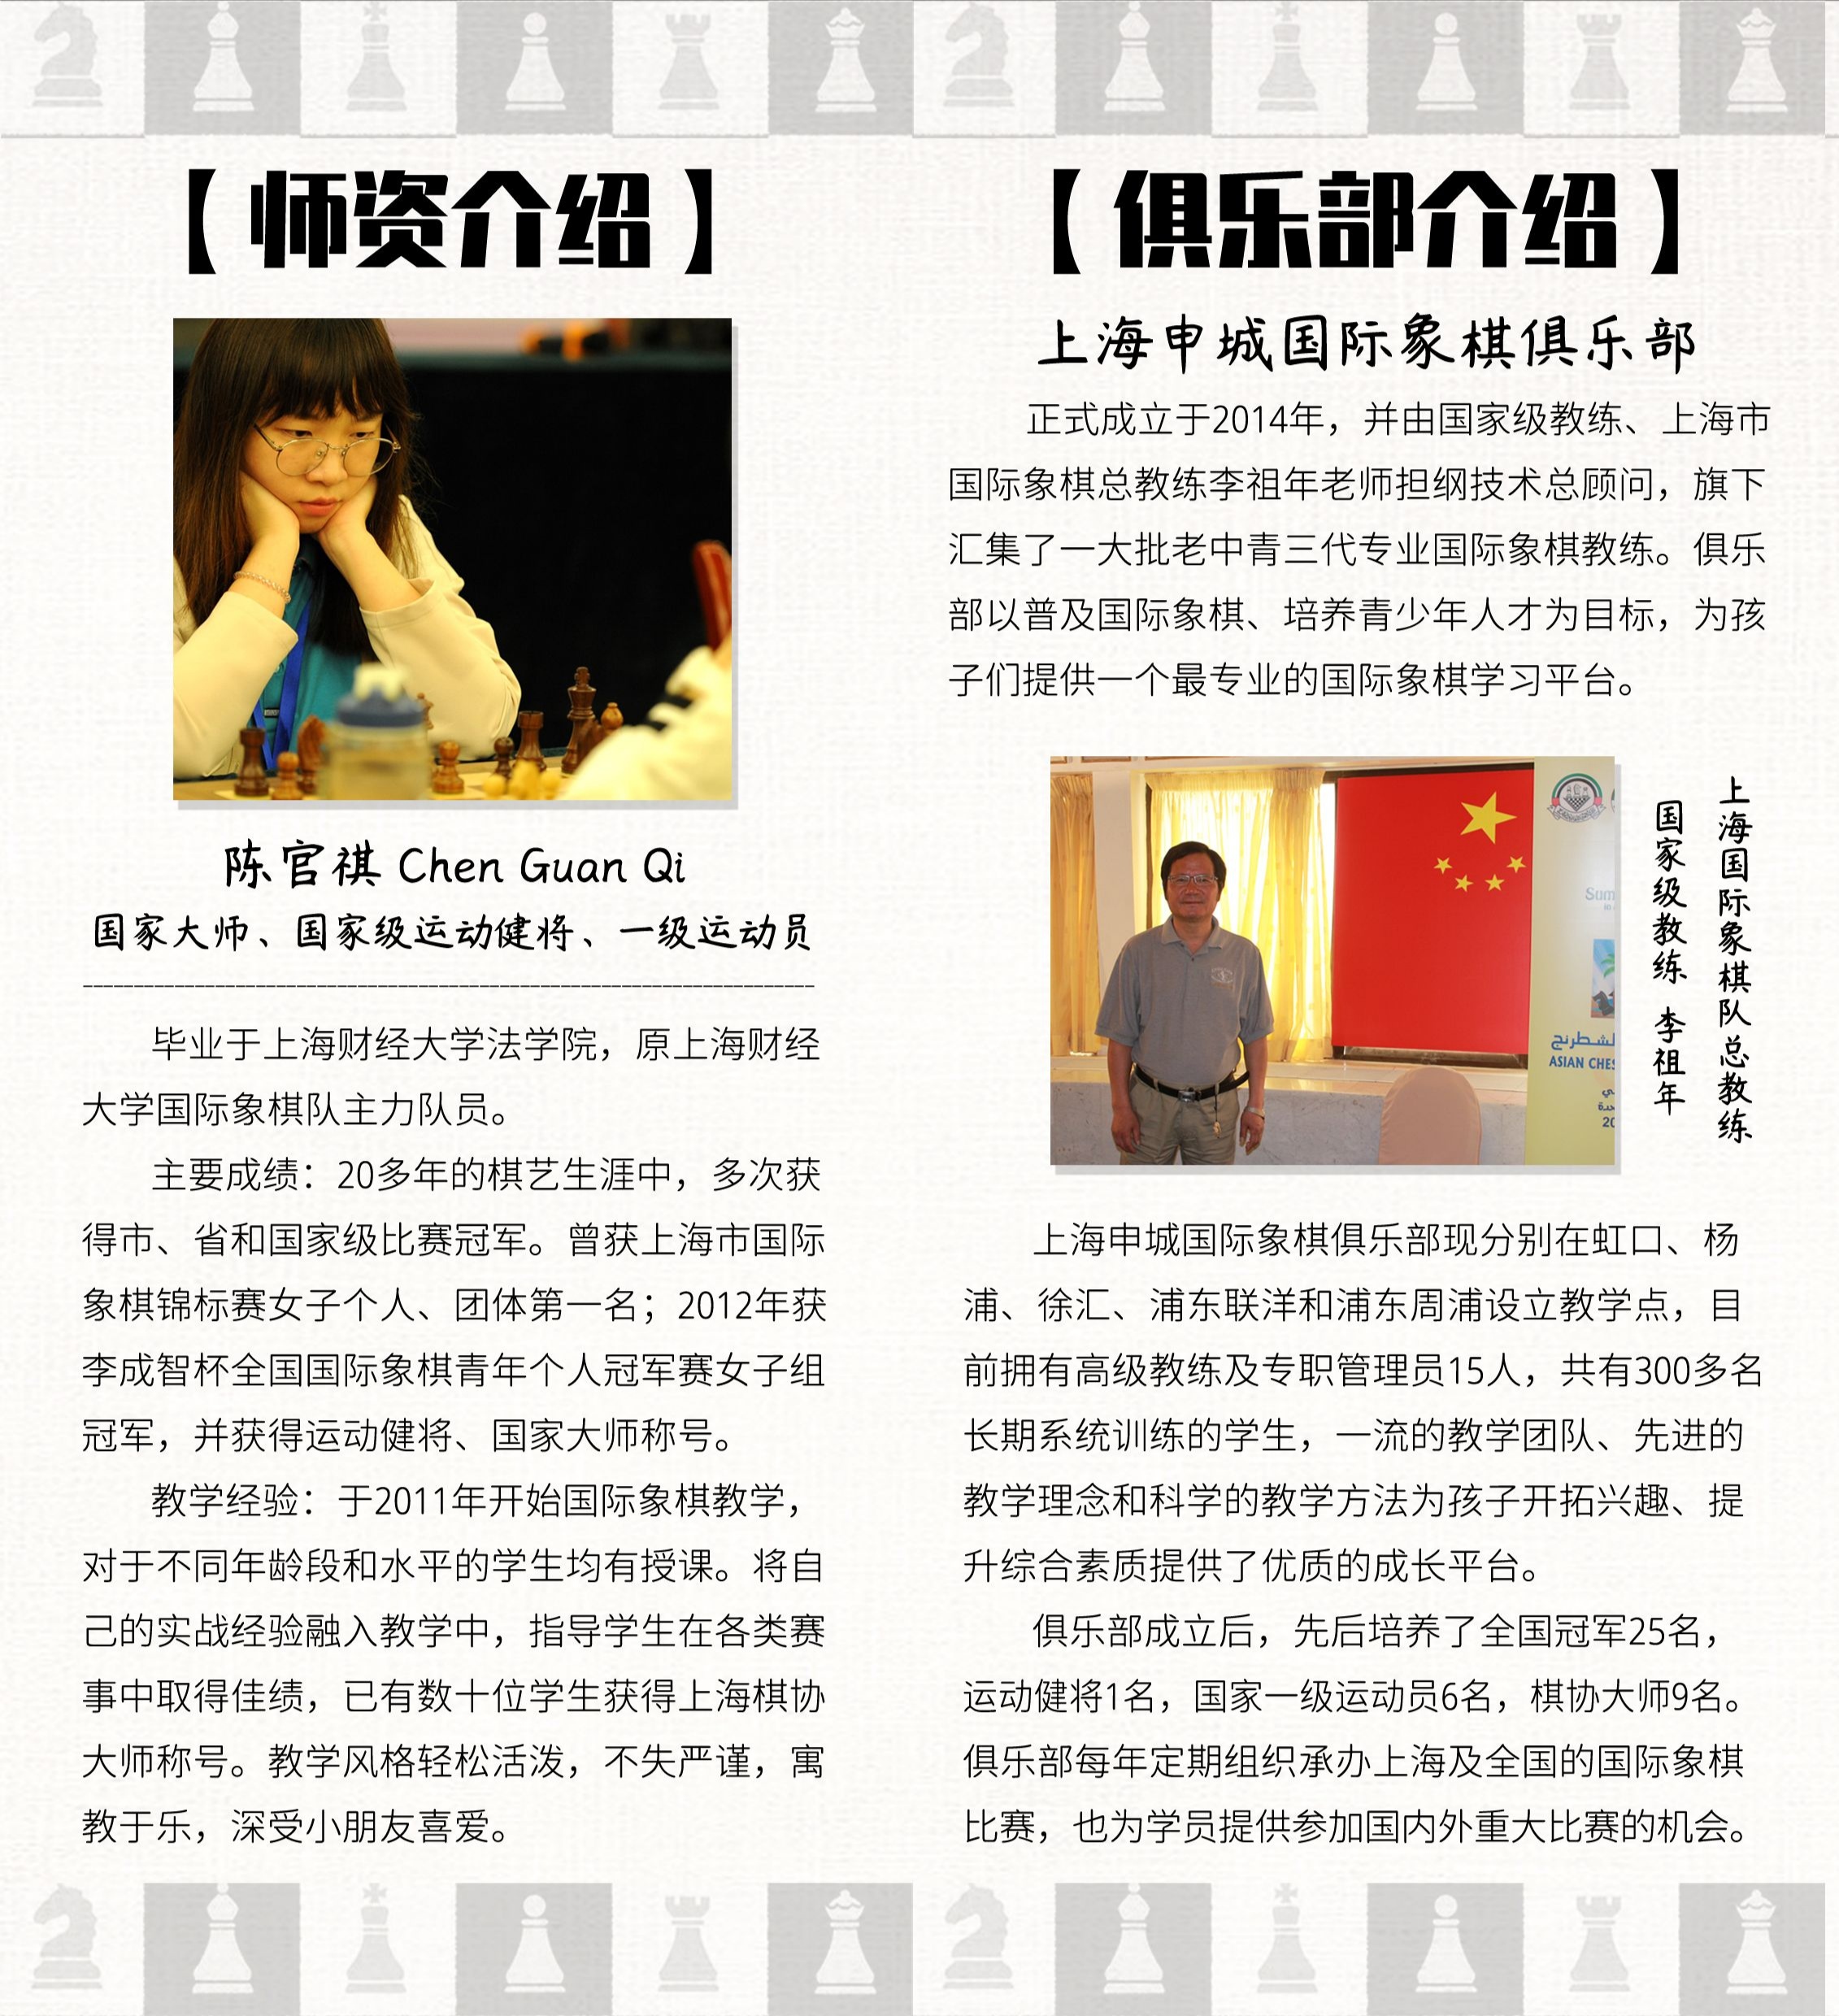 【师资介绍】
陈官祺 Chen Guan Qi
国家大师、国家级运动健将、一级运动员
毕业于上海财经大学法学院，原上海财经
大学国际象棋队主力队员。
主要成绩：20多年的棋艺生涯中，多次获
得市、省和国家级比赛冠军。曾获上海市国际
象棋锦标赛女子个人、团体第一名；2012年获
李成智杯全国国际象棋青年个人冠军赛女子组
冠军，并获得运动健将、国家大师称号。
教学经验：于2011年开始国际象棋教学，
对于不同年龄段和水平的学生均有授课。将自
己的实战经验融入教学中，指导学生在各类赛
事中取得佳绩，已有数十位学生获得上海棋协
大师称号。教学风格轻松活泼，不失严谨，寓
教于乐，深受小朋友喜爱。
【俱乐部介绍】
上海申城国际象棋俱乐部
正式成立于2014年，并由国家级教练、上海市
国际象棋总教练李祖年老师担纲技术总顾问，旗下
汇集了一大批老中青三代专业国际象棋教练。俱乐
部以普及国际象棋、培养青少年人才为目标，为孩
子们提供一个最专业的国际象棋学习平台。
上海国际象棋队总教练
国家级教练 李祖年
ASIAN CHES
20
上海申城国际象棋俱乐部现分别在虹口、杨
浦、徐汇、浦东联洋和浦东周浦设立教学点，目
前拥有高级教练及专职管理员15人，共有300多名
长期系统训练的学生，一流的教学团队、先进的
教学理念和科学的教学方法为孩子开拓兴趣、提
升综合素质提供了优质的成长平台。
俱乐部成立后，先后培养了全国冠军25名，
运动健将1名，国家一级运动员6名，棋协大师9名。
俱乐部每年定期组织承办上海及全国的国际象棋
比赛，也为学员提供参加国内外重大比赛的机会。